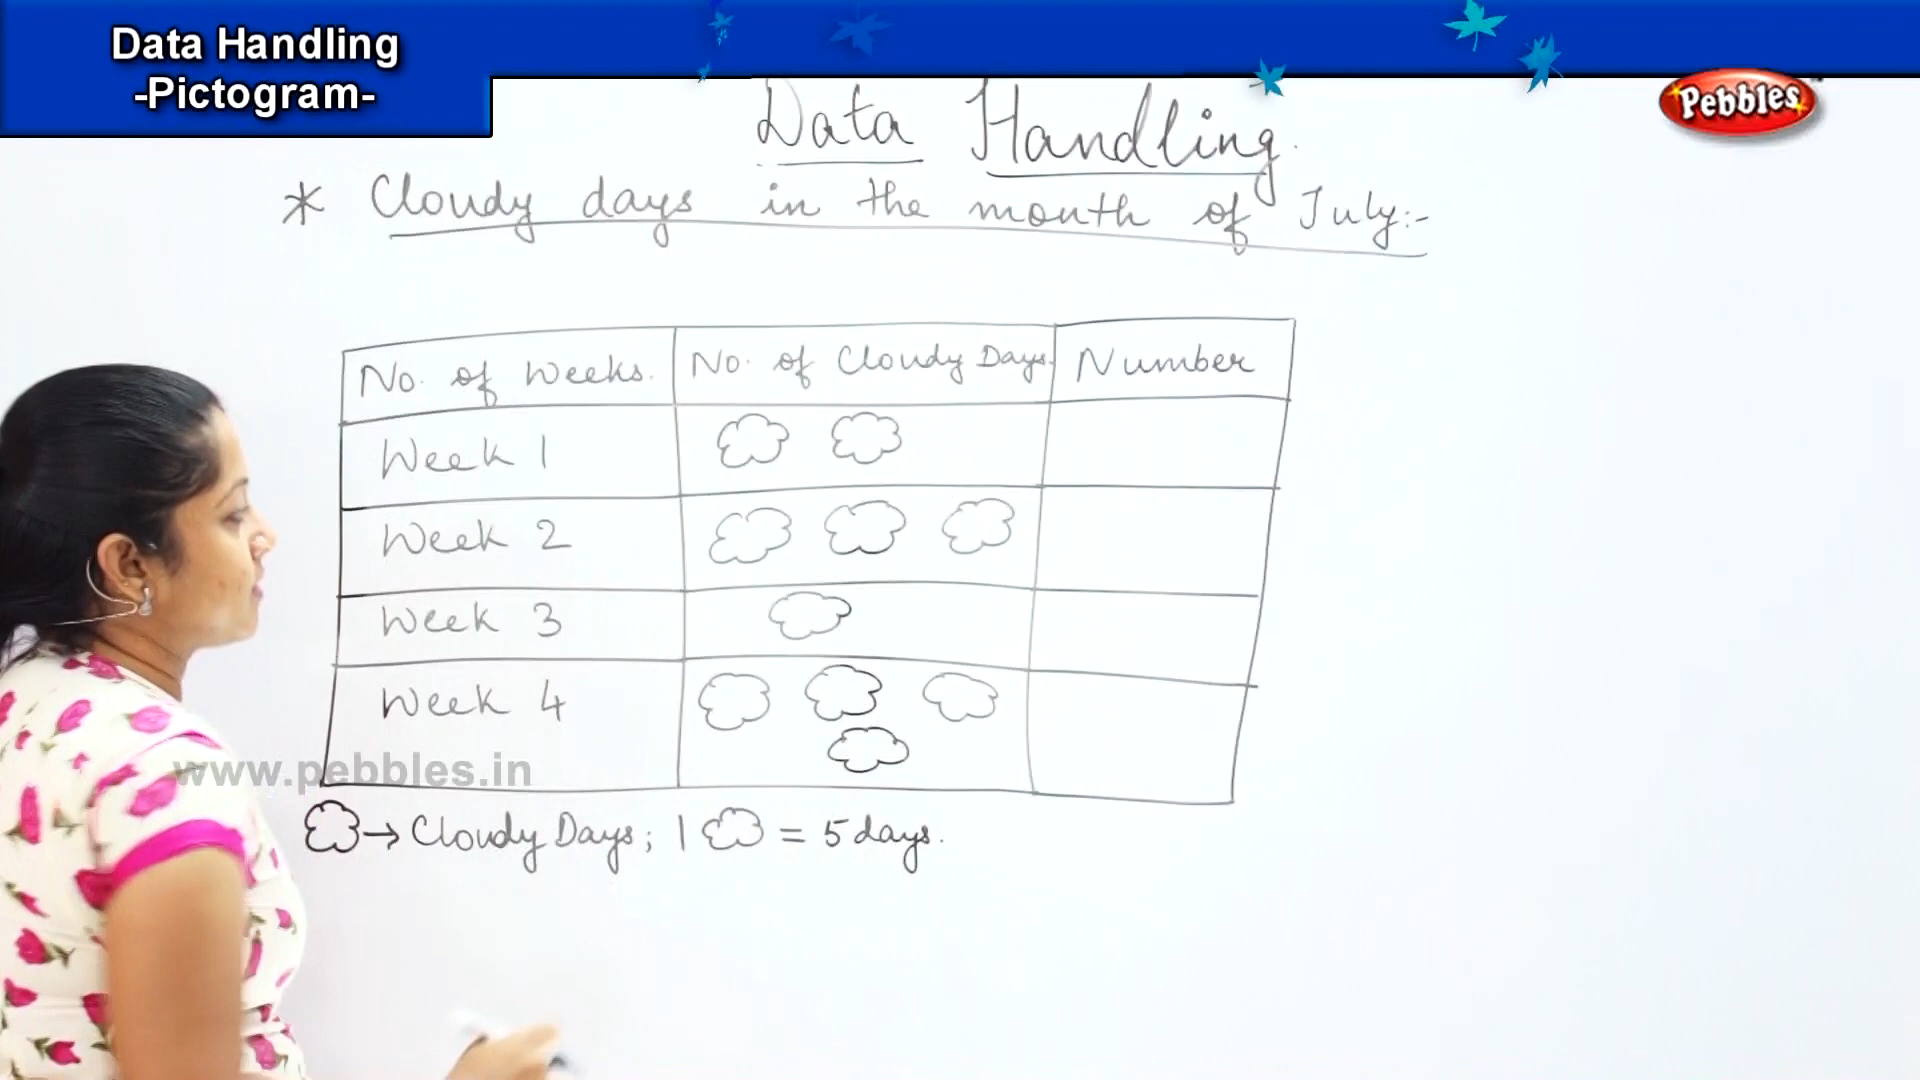 Data Handling
-Pictogram-
Pebbles
Data Handling.
* Cloudy days in the month of July:-
No. of Weeks. No. of Cloudy Days. Number
Week 1
Week 2
Week 3
Week 4
www.pebbles.in
→ Cloudy Days; 1 = 5 days.